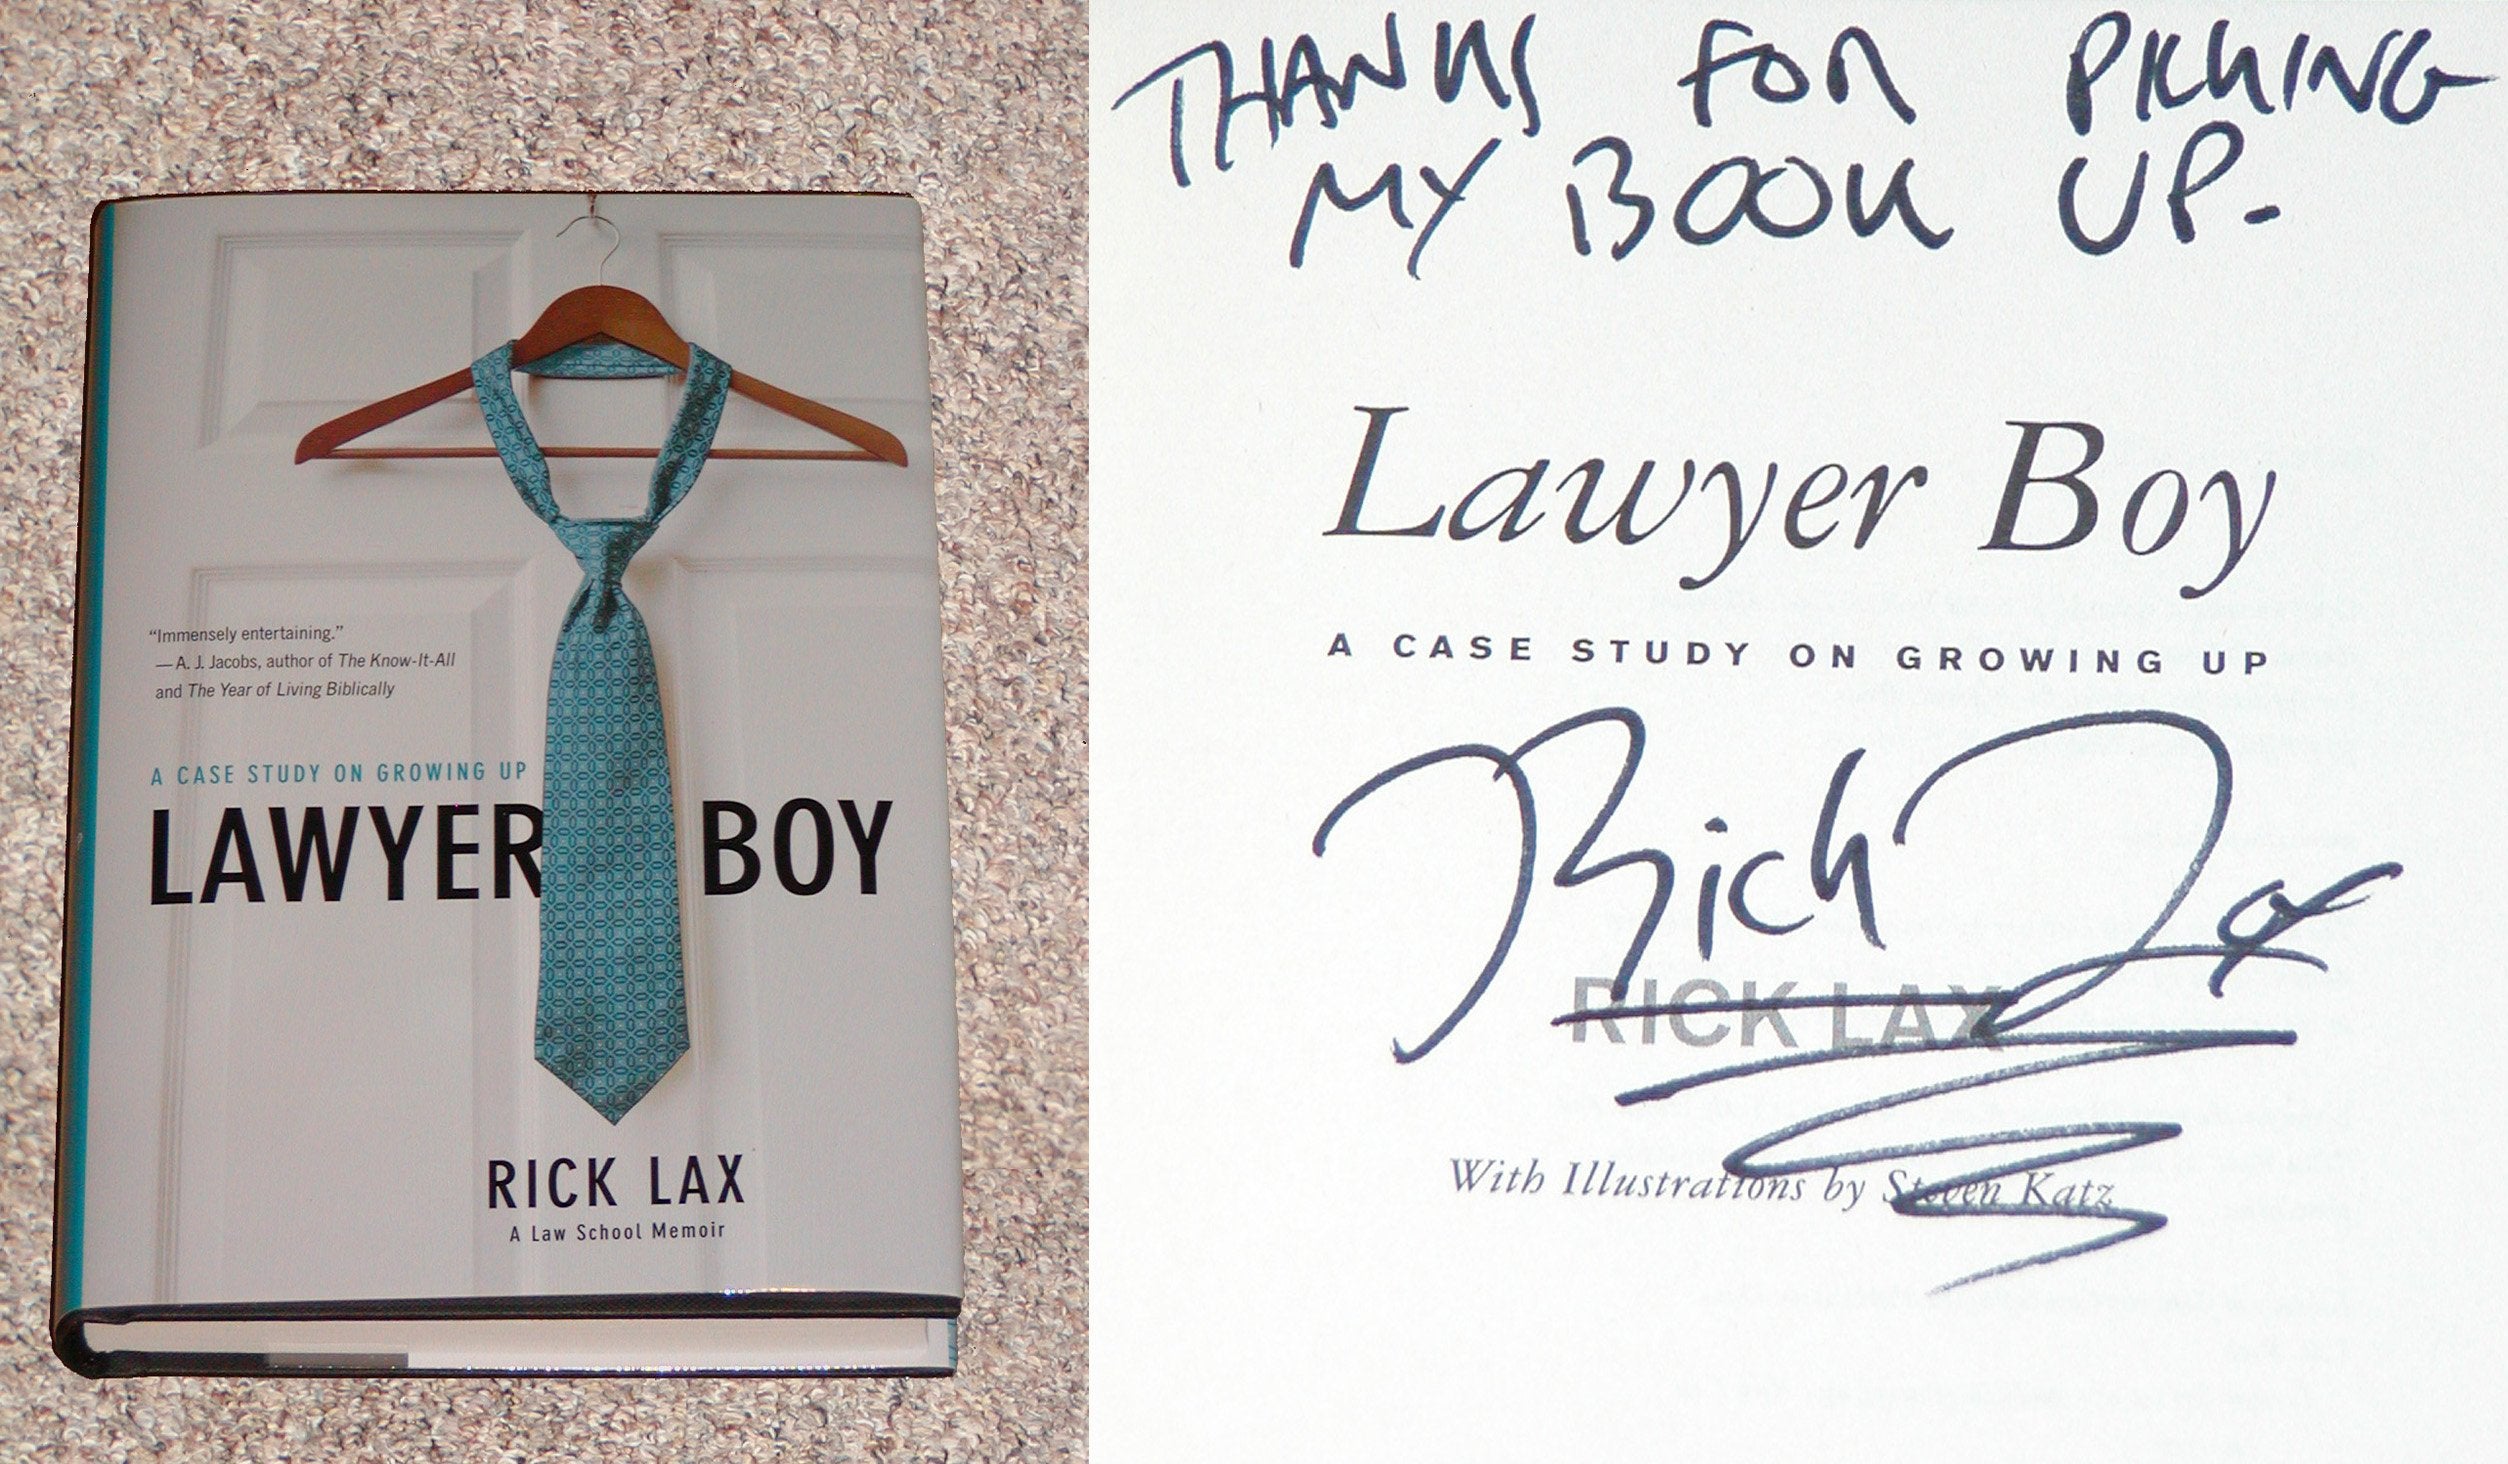 “Immensely entertaining.”
—A. J. Jacobs, author of The Know-It-All
and The Year of Living Biblically
A CASE STUDY ON GROWING UP
LAWYER BOY
RICK LAX
A Law School Memoir
THANKS FOR PICKING
MY BOOK UP.
Lawyer Boy
A CASE STUDY ON GROWING UP
Rick Lax
RICK LAX
With Illustrations by Steven Katz